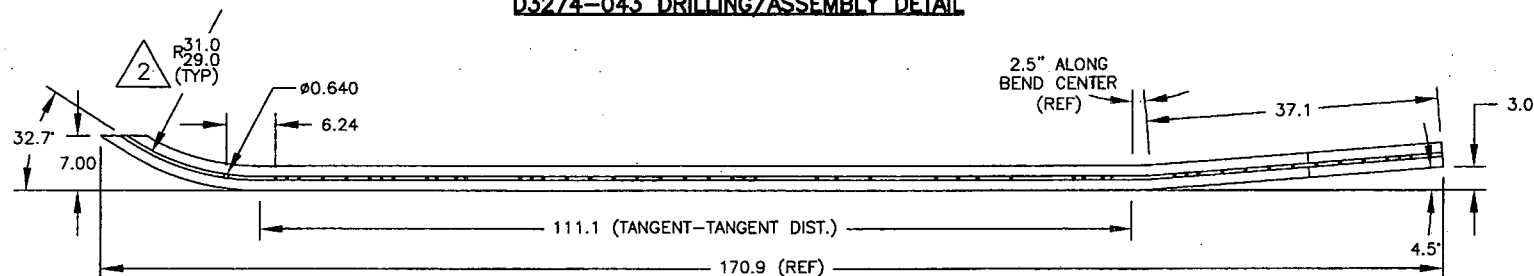 D3274-043 DRILLING/ASSEMBLY DETAIL
2
R31.0
29.0
(TYP)
ø0.640
6.24
32.7°
7.00
2.5" ALONG
BEND CENTER
(REF)
37.1
3.0
111.1 (TANGENT-TANGENT DIST.)
4.5°
170.9 (REF)